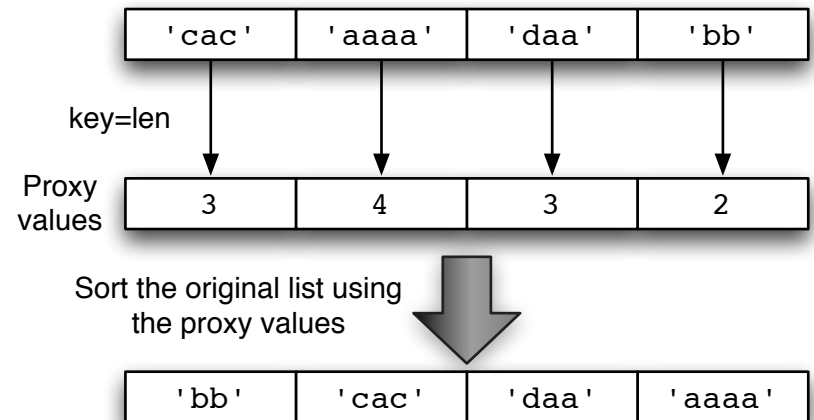 'cac' 'aaaa' 'daa' 'bb'
key=len
Proxy
values
3 4 3 2
Sort the original list using
the proxy values
'bb' 'cac' 'daa' 'aaaa'